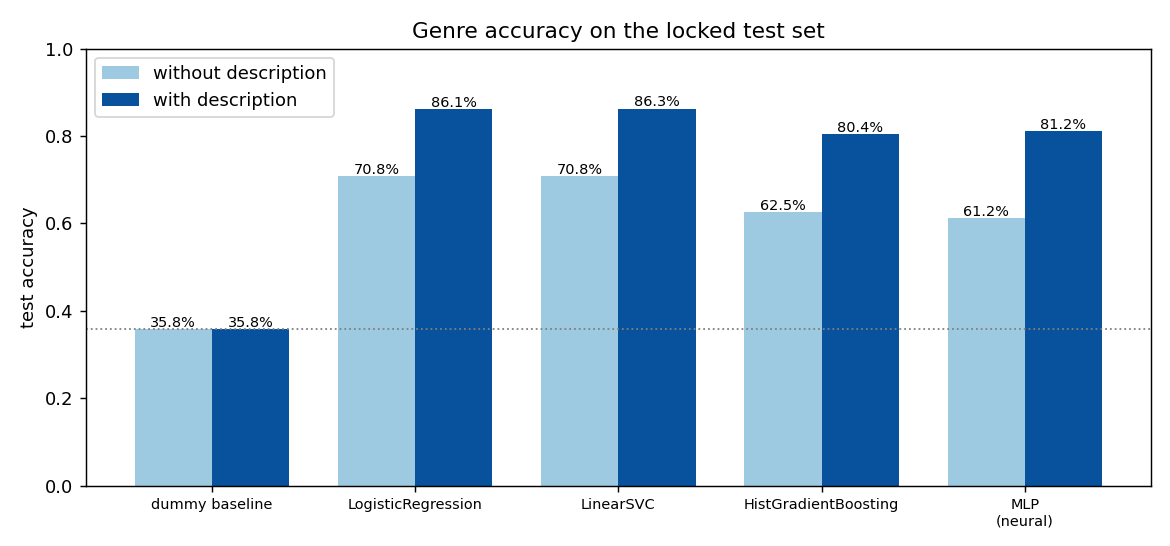 Genre accuracy on the locked test set
without description
with description
test accuracy
1.0
0.8
0.6
0.4
0.2
0.0
35.8% 35.8%
70.8% 86.1%
70.8% 86.3%
62.5% 80.4%
61.2% 81.2%
dummy baseline
LogisticRegression
LinearSVC
HistGradientBoosting
MLP
(neural)